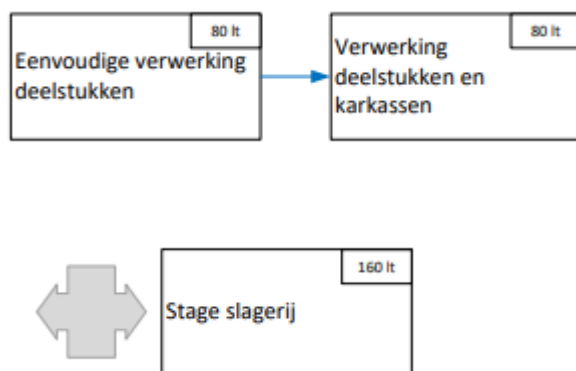 80 lt
Eenvoudige verwerking
deelstukken
80 lt
Verwerking
deelstukken en
karkassen
160 lt
Stage slagerij